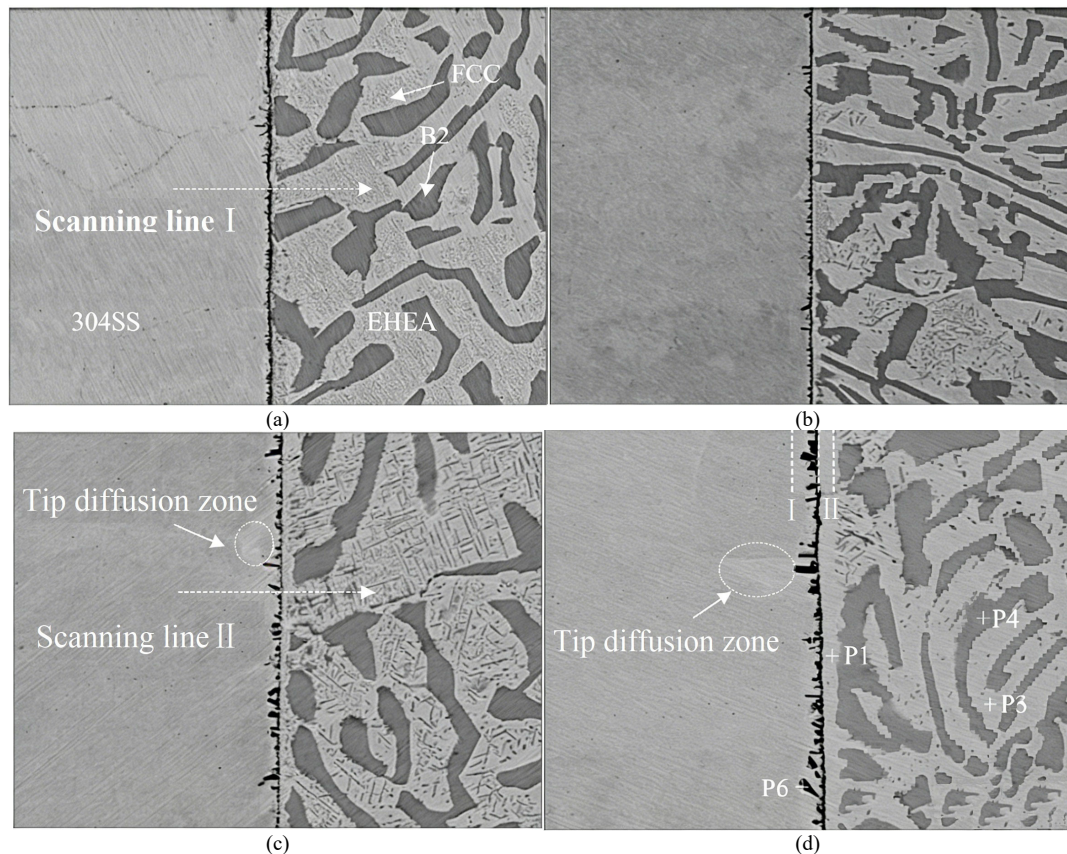 FCC
B2
Scanning line Ⅰ
304SS
EHEA
(a)
(b)
Tip diffusion zone
Scanning line Ⅱ
(c)
Ⅰ
Ⅱ
Tip diffusion zone
+P4
+P1
+P3
P6+
(d)